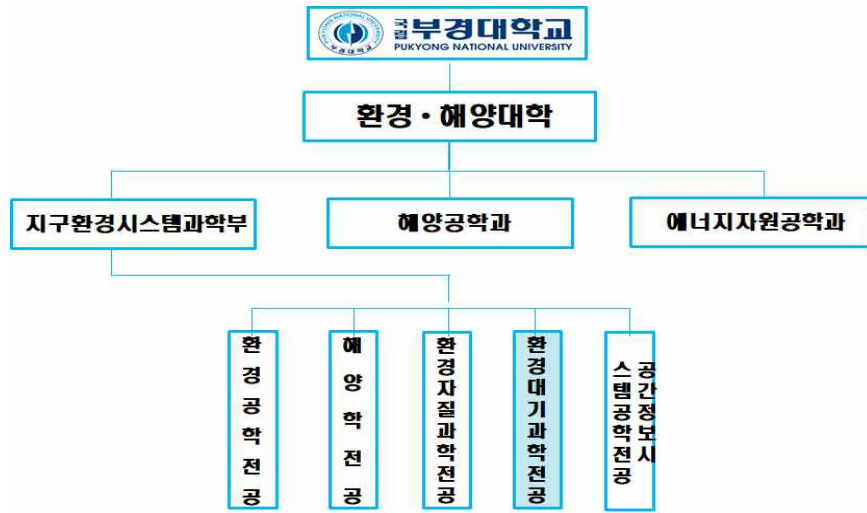 국립부경대학교
PUKYONG NATIONAL UNIVERSITY
환경·해양대학
지구환경시스템과학부
해양공학과
에너지자원공학과
환경공학전공
해양학전공
환경자질과학전공
환경대기과학전공
공간정보시
스템공학전공